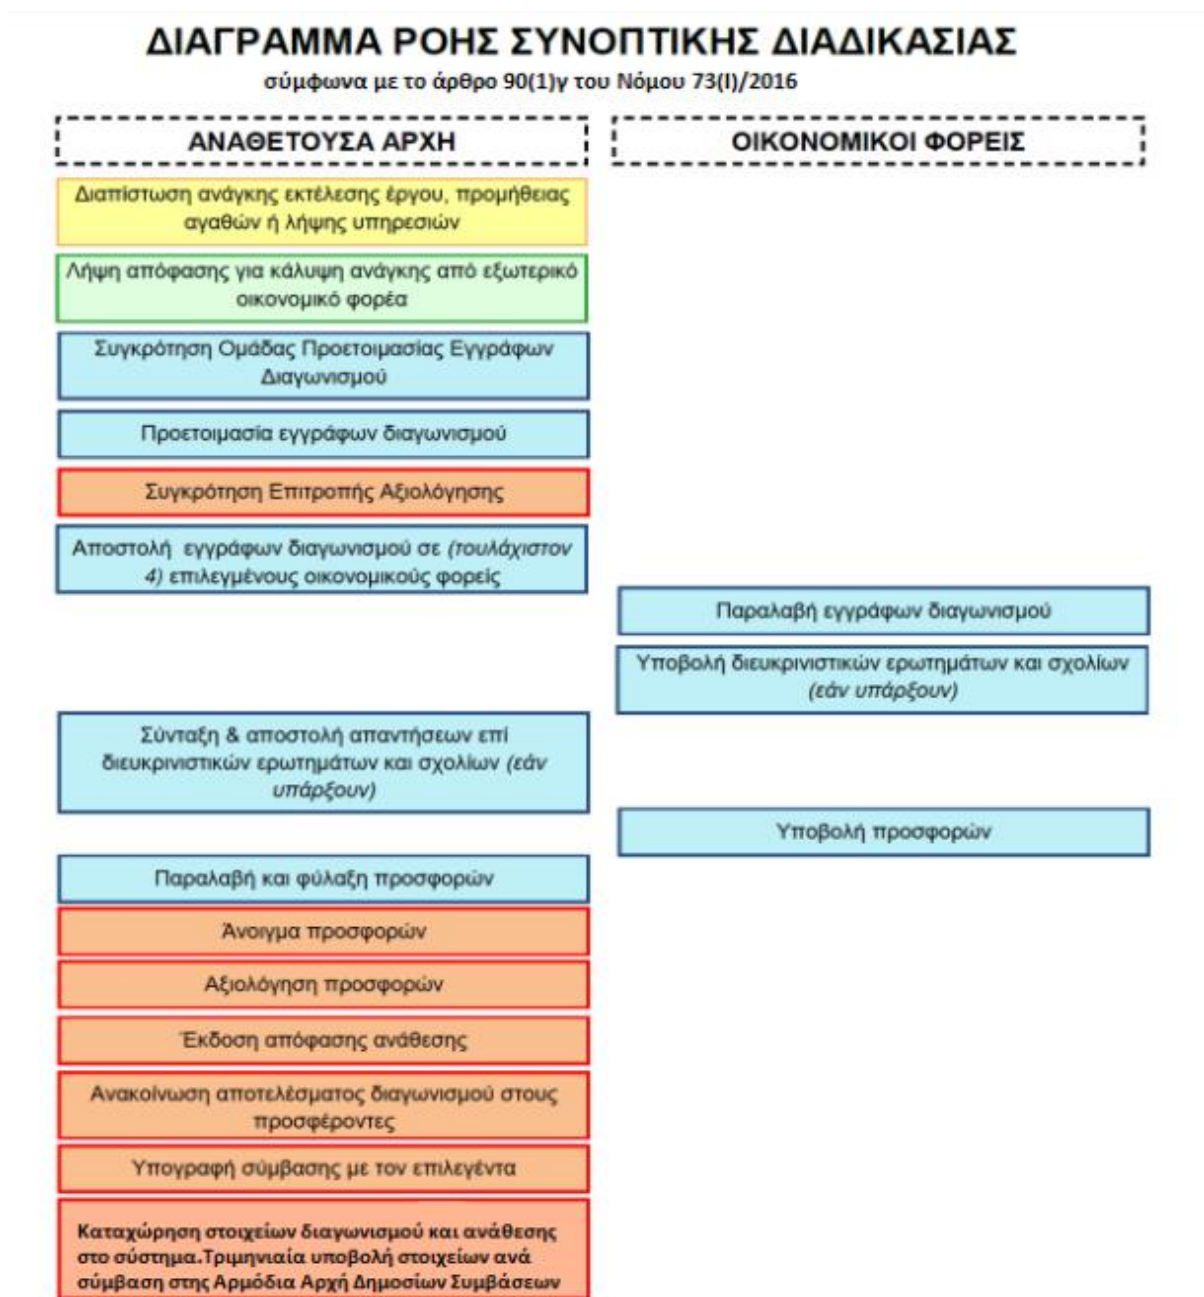 ΔΙΑΓΡΑΜΜΑ ΡΟΗΣ ΣΥΝΟΠΤΙΚΗΣ ΔΙΑΔΙΚΑΣΙΑΣ
σύμφωνα με το άρθρο 90(1)γ του Νόμου 73(Ι)/2016
ΑΝΑΘΕΤΟΥΣΑ ΑΡΧΗ
ΟΙΚΟΝΟΜΙΚΟΙ ΦΟΡΕΙΣ
Διαπίστωση ανάγκης εκτέλεσης έργου, προμήθειας
αγαθών ή λήψης υπηρεσιών
Λήψη απόφασης για κάλυψη ανάγκης από εξωτερικό
οικονομικό φορέα
Συγκρότηση Ομάδας Προετοιμασίας Εγγράφων
Διαγωνισμού
Προετοιμασία εγγράφων διαγωνισμού
Συγκρότηση Επιτροπής Αξιολόγησης
Αποστολή εγγράφων διαγωνισμού σε (τουλάχιστον
4) επιλεγμένους οικονομικούς φορείς
Παραλαβή εγγράφων διαγωνισμού
Υποβολή διευκρινιστικών ερωτημάτων και σχολίων
(εάν υπάρξουν)
Σύνταξη & αποστολή απαντήσεων επί
διευκρινιστικών ερωτημάτων και σχολίων (εάν
υπάρξουν)
Υποβολή προσφορών
Παραλαβή και φύλαξη προσφορών
Άνοιγμα προσφορών
Αξιολόγηση προσφορών
Έκδοση απόφασης ανάθεσης
Ανακοίνωση αποτελέσματος διαγωνισμού στους
προσφέροντες
Υπογραφή σύμβασης με τον επιλεγέντα
Καταχώρηση στοιχείων διαγωνισμού και ανάθεσης
στο σύστημα.Τριμηνιαία υποβολή στοιχείων ανά
σύμβαση στης Αρμόδια Αρχή Δημοσίων Συμβάσεων